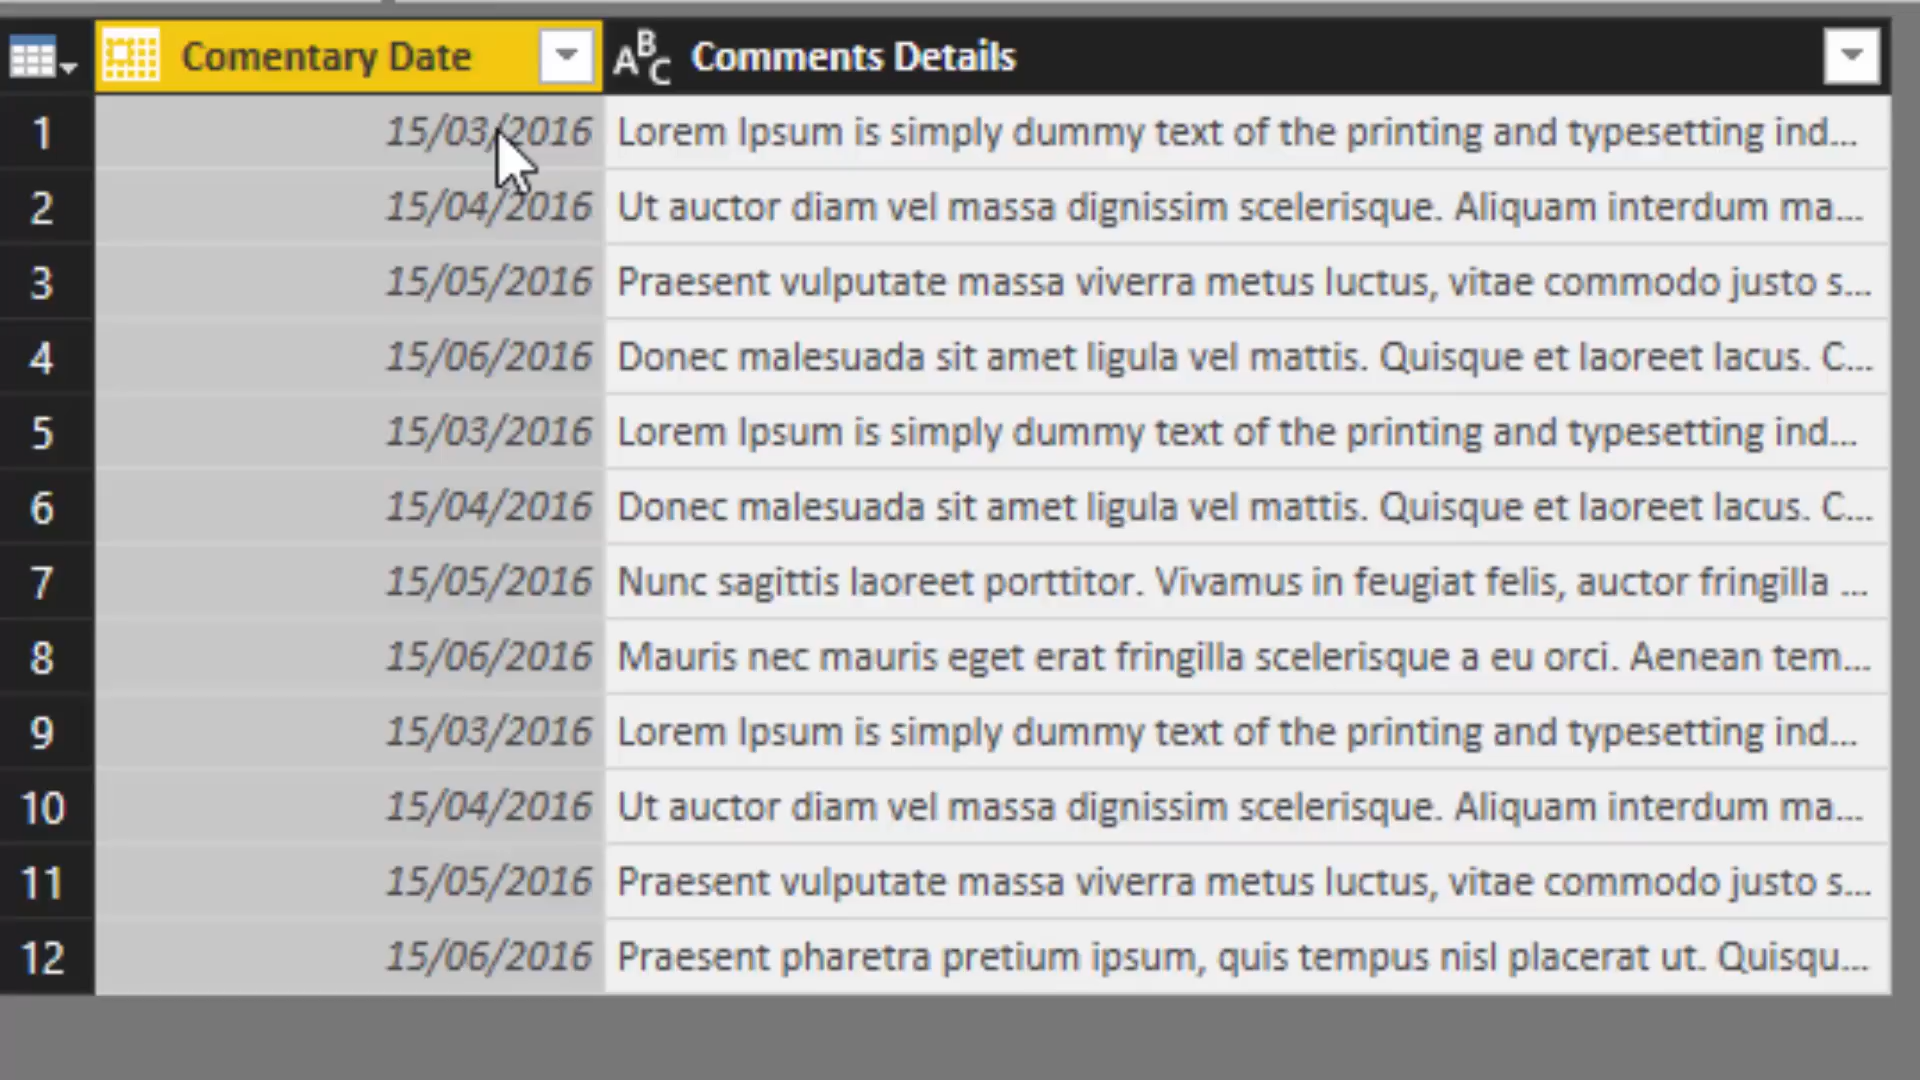 Comentary Date ABC Comments Details
1 15/03/2016 Lorem Ipsum is simply dummy text of the printing and typesetting ind...
2 15/04/2016 Ut auctor diam vel massa dignissim scelerisque. Aliquam interdum ma...
3 15/05/2016 Praesent vulputate massa viverra metus luctus, vitae commodo justo s...
4 15/06/2016 Donec malesuada sit amet ligula vel mattis. Quisque et laoreet lacus. C...
5 15/03/2016 Lorem Ipsum is simply dummy text of the printing and typesetting ind...
6 15/04/2016 Donec malesuada sit amet ligula vel mattis. Quisque et laoreet lacus. C...
7 15/05/2016 Nunc sagittis laoreet porttitor. Vivamus in feugiat felis, auctor fringilla ...
8 15/06/2016 Mauris nec mauris eget erat fringilla scelerisque a eu orci. Aenean tem...
9 15/03/2016 Lorem Ipsum is simply dummy text of the printing and typesetting ind...
10 15/04/2016 Ut auctor diam vel massa dignissim scelerisque. Aliquam interdum ma...
11 15/05/2016 Praesent vulputate massa viverra metus luctus, vitae commodo justo s...
12 15/06/2016 Praesent pharetra pretium ipsum, quis tempus nisl placerat ut. Quisqu...